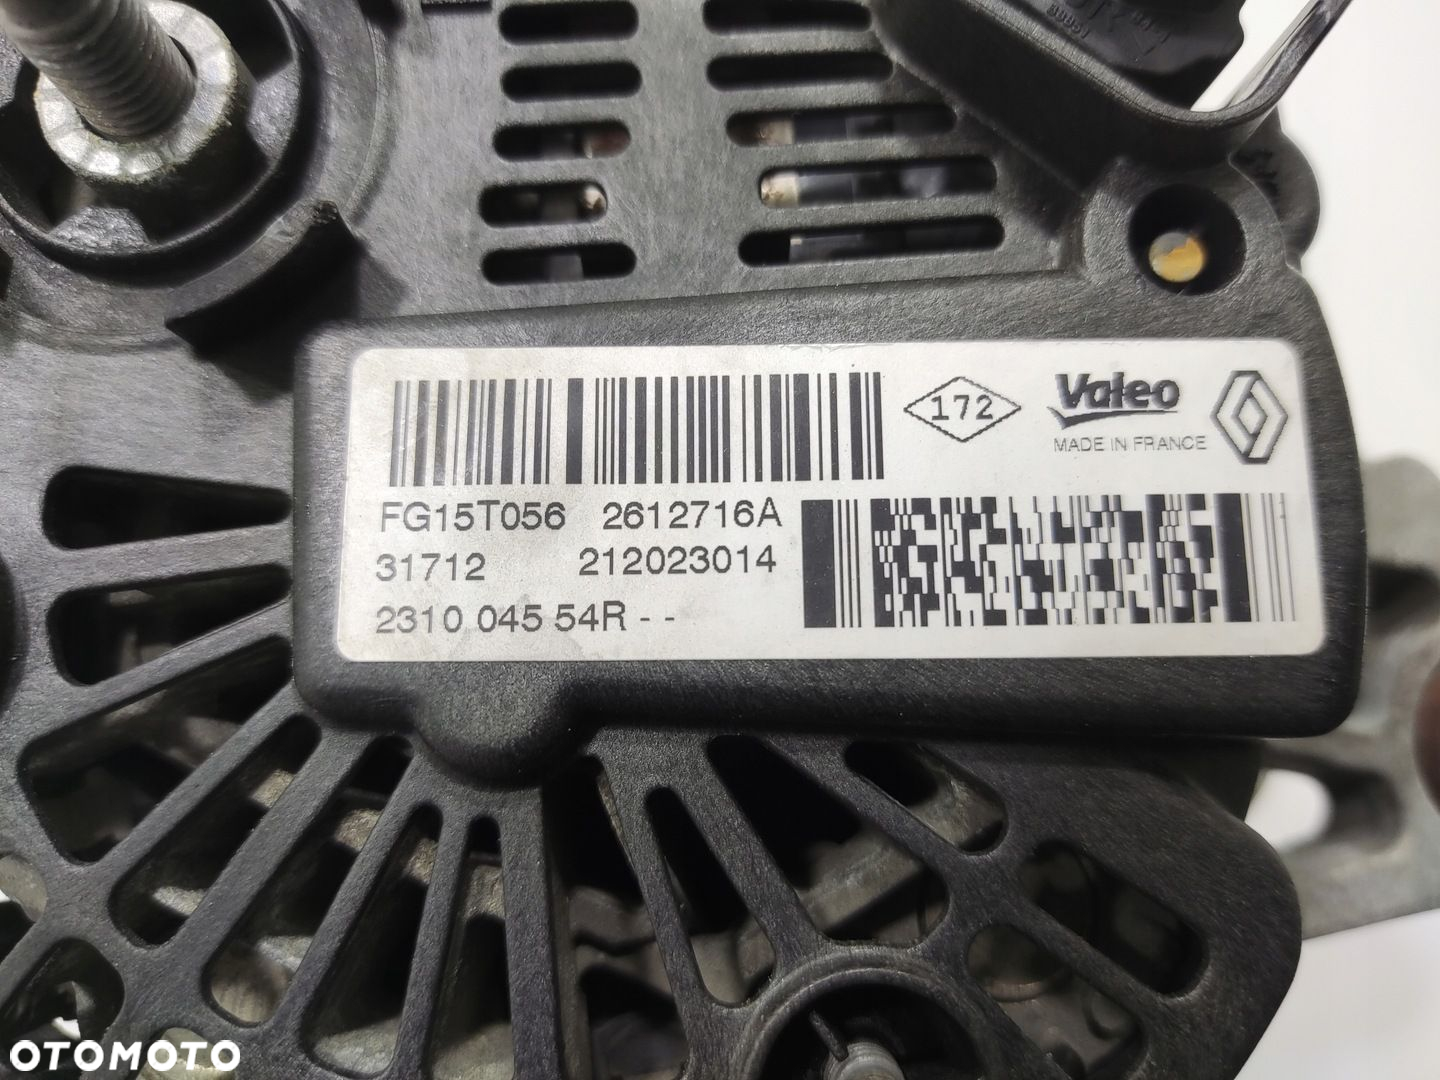 172
Valeo
MADE IN FRANCE
FG15T056 2612716A
31712 212023014
2310 045 54R - -
OTOMOTO